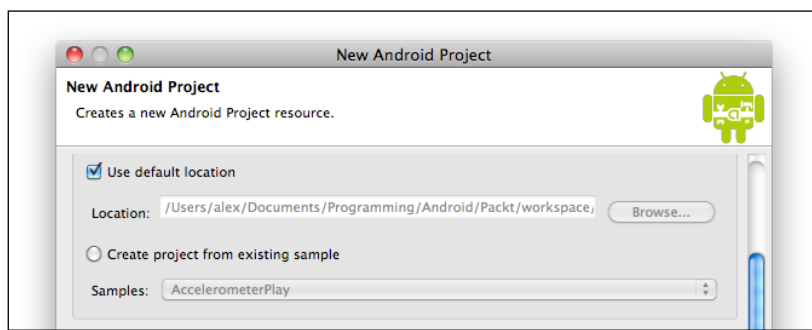 New Android Project
New Android Project
Creates a new Android Project resource.
Use default location
Location: /Users/alex/Documents/Programming/Android/Packt/workspace/ Browse...
Create project from existing sample
Samples: AccelerometerPlay